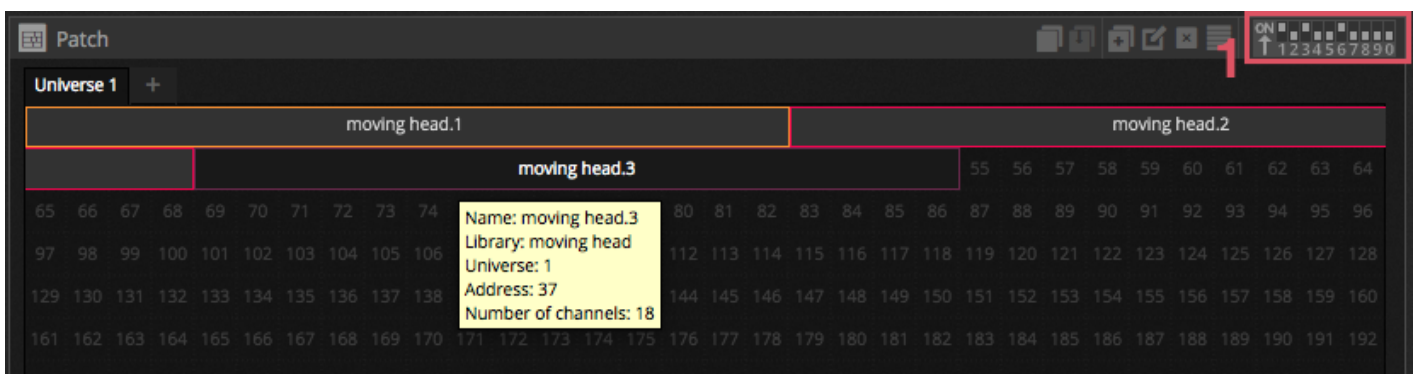 Patch
1
ON
1234567890
Universe 1 +
moving head.1 moving head.2
moving head.3 55 56 57 58 59 60 61 62 63 64
65 66 67 68 69 70 71 72 73 74 80 81 82 83 84 85 86 87 88 89 90 91 92 93 94 95 96
Name: moving head.3
Library: moving head
97 98 99 100 101 102 103 104 105 106 112 113 114 115 116 117 118 119 120 121 122 123 124 125 126 127 128
Universe: 1
Address: 37
129 130 131 132 133 134 135 136 137 138 144 145 146 147 148 149 150 151 152 153 154 155 156 157 158 159 160
Number of channels: 18
161 162 163 164 165 166 167 168 169 170 171 172 173 174 175 176 177 178 179 180 181 182 183 184 185 186 187 188 189 190 191 192